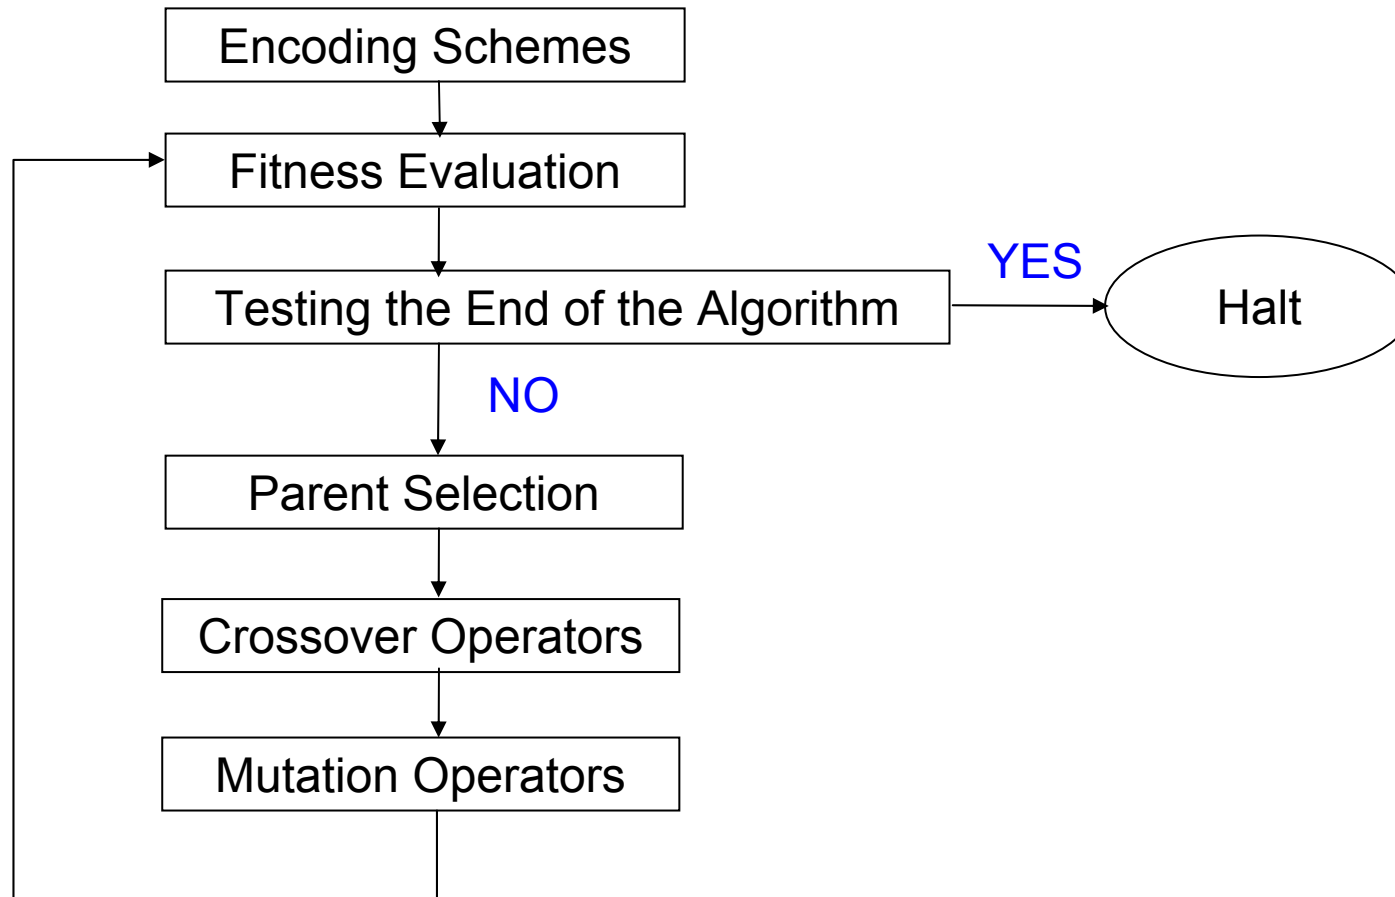 Encoding Schemes
Fitness Evaluation
YES
Testing the End of the Algorithm
Halt
NO
Parent Selection
Crossover Operators
Mutation Operators